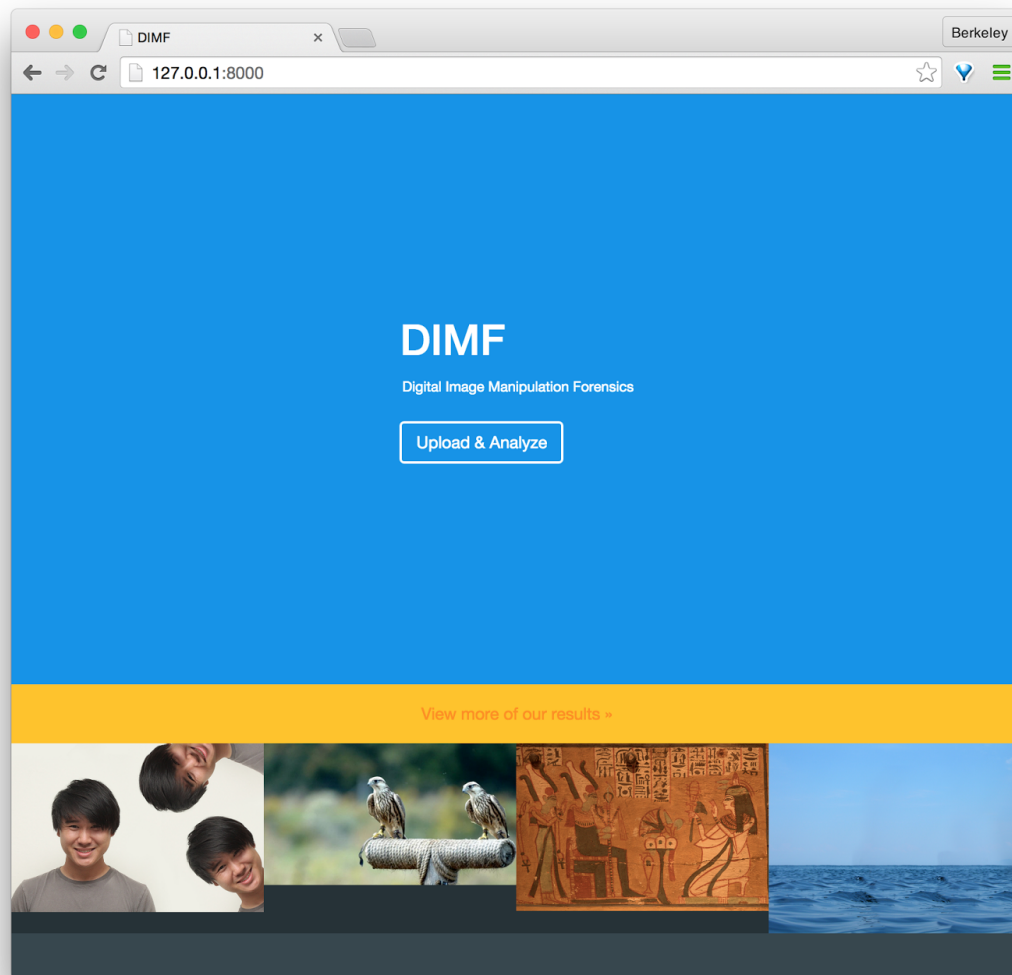 DIMF
Berkeley
127.0.0.1:8000
DIMF
Digital Image Manipulation Forensics
Upload & Analyze
View more of our results »